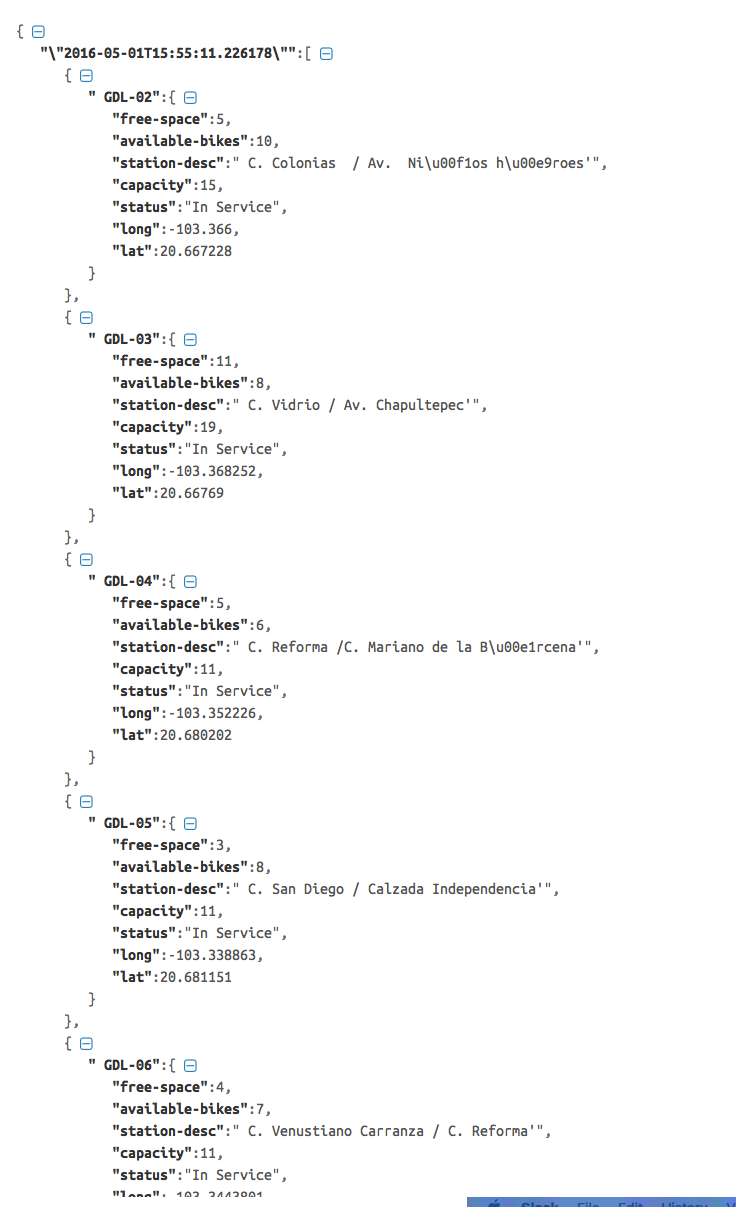 {
"\"2016-05-01T15:55:11.226178\"":[
{
" GDL-02":{
"free-space":5,
"available-bikes":10,
"station-desc":" C. Colonias  / Av.  Ni\u00f1os h\u00e9roes'",
"capacity":15,
"status":"In Service",
"long":-103.366,
"lat":20.667228
}
},
{
" GDL-03":{
"free-space":11,
"available-bikes":8,
"station-desc":" C. Vidrio / Av. Chapultepec'",
"capacity":19,
"status":"In Service",
"long":-103.368252,
"lat":20.66769
}
},
{
" GDL-04":{
"free-space":5,
"available-bikes":6,
"station-desc":" C. Reforma /C. Mariano de la B\u00e1rcena'",
"capacity":11,
"status":"In Service",
"long":-103.352226,
"lat":20.680202
}
},
{
" GDL-05":{
"free-space":3,
"available-bikes":8,
"station-desc":" C. San Diego / Calzada Independencia'",
"capacity":11,
"status":"In Service",
"long":-103.338863,
"lat":20.681151
}
},
{
" GDL-06":{
"free-space":4,
"available-bikes":7,
"station-desc":" C. Venustiano Carranza / C. Reforma'",
"capacity":11,
"status":"In Service",
"long":-103.3443801
Slack File Edit History